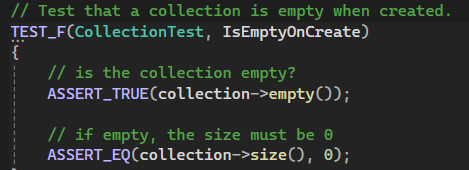 // Test that a collection is empty when created.
TEST_F(CollectionTest, IsEmptyOnCreate)
{
    // is the collection empty?
    ASSERT_TRUE(collection->empty());

    // if empty, the size must be 0
    ASSERT_EQ(collection->size(), 0);